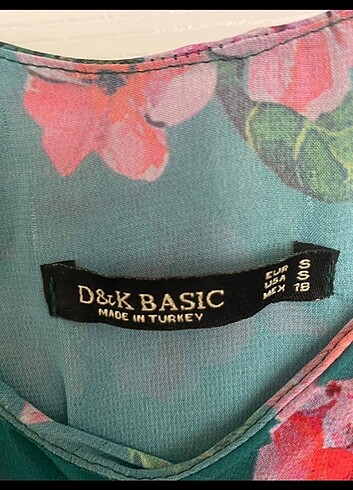 D&K BASIC
MADE IN TURKEY
EUR S
USA S
MEX 18